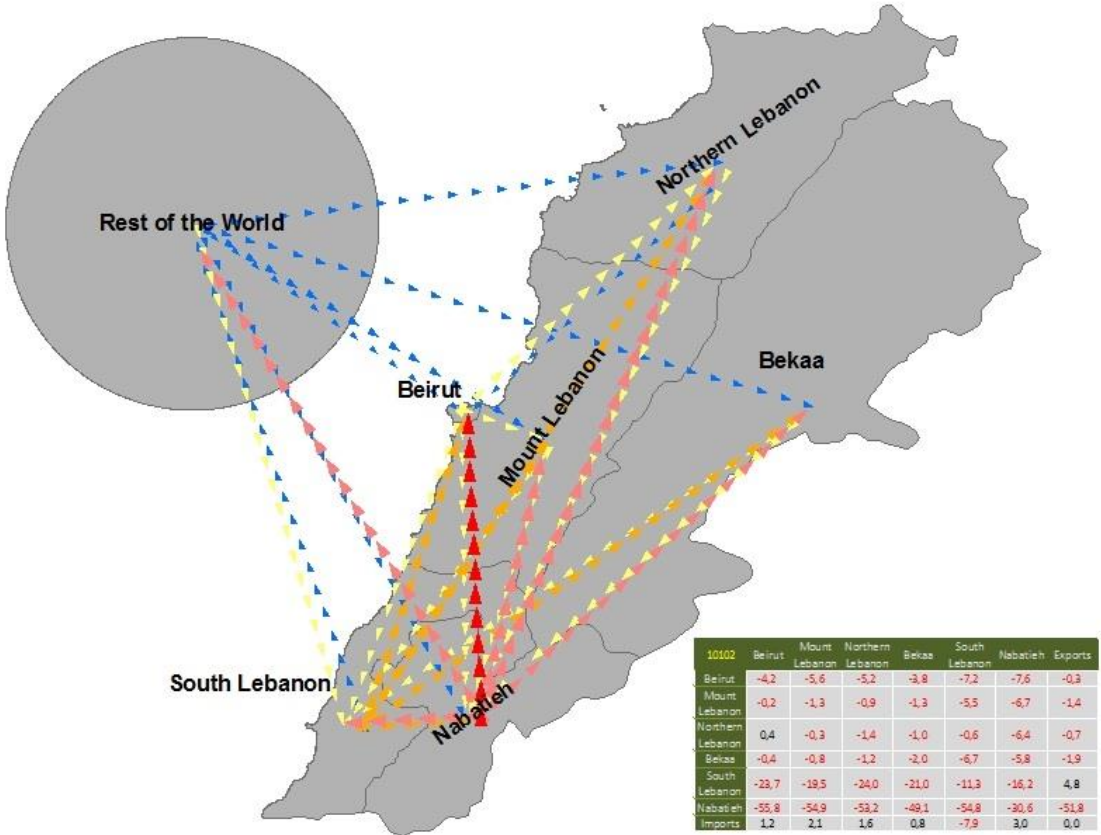 Northern Lebanon
Rest of the World
Bekaa
Beirut
Mount Lebanon
South Lebanon
Nabatieh
10102 Beirut Mount Lebanon Northern Lebanon Bekaa South Lebanon Nabatieh Exports
Beirut -4,2 -5,6 -5,2 -3,8 -7,2 -7,6 -0,3
Mount Lebanon -0,2 -1,3 -0,9 -1,3 -5,5 -6,7 -1,4
Northern Lebanon 0,4 -0,3 -1,4 -1,0 -0,6 -6,4 -0,7
Bekaa -0,4 -0,8 -1,2 -2,0 -6,7 -5,8 -1,9
South Lebanon -23,7 -19,5 -24,0 -21,0 -11,3 -16,2 4,8
Nabatieh -55,8 -54,9 -53,2 -49,1 -54,8 -30,6 -51,8
Imports 1,2 2,1 1,6 0,8 -7,9 3,0 0,0